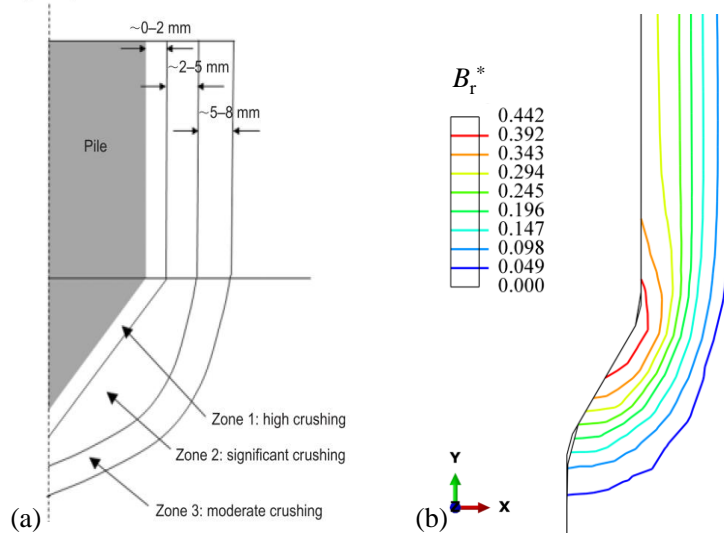 ~0–2 mm
~2–5 mm
~5–8 mm
Pile
Zone 1: high crushing
Zone 2: significant crushing
Zone 3: moderate crushing
(a)
B_r^*
0.442
0.392
0.343
0.294
0.245
0.196
0.147
0.098
0.049
0.000
Y
Z
X
(b)